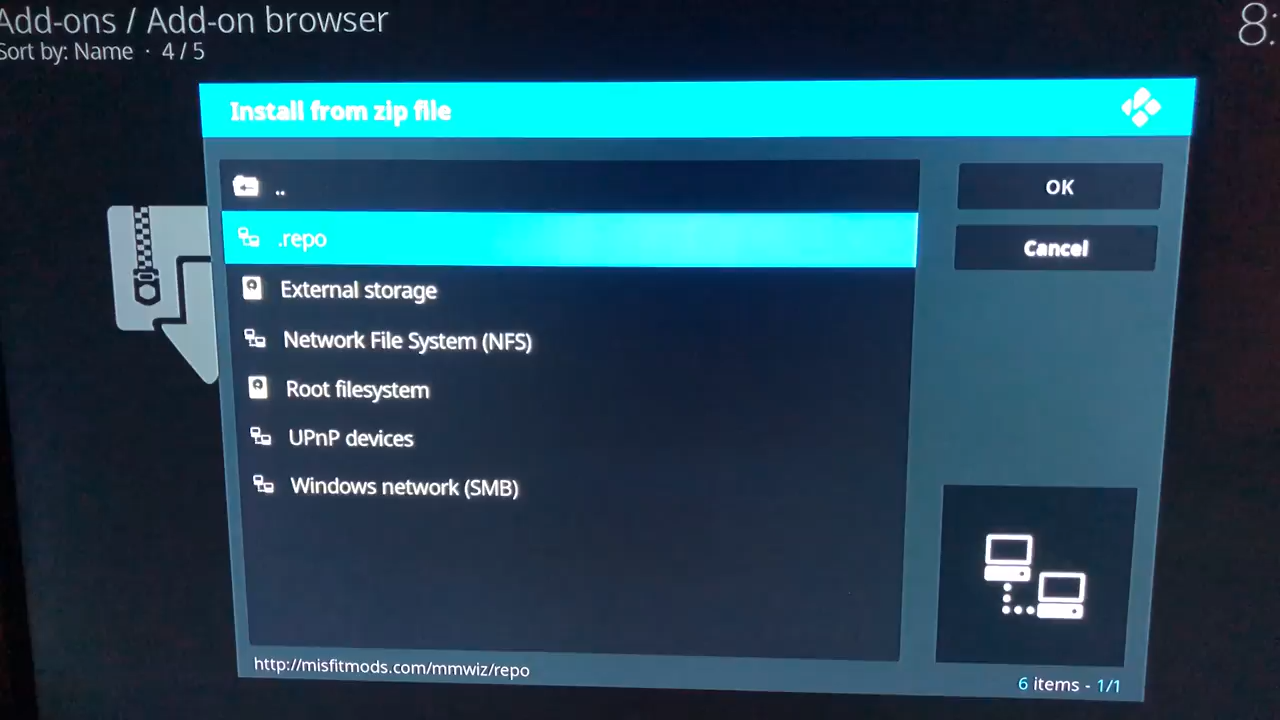 Add-ons / Add-on browser
Sort by: Name · 4 / 5
8:
Install from zip file
..
.repo
External storage
Network File System (NFS)
Root filesystem
UPnP devices
Windows network (SMB)
OK
Cancel
http://misfitmods.com/mmwiz/repo
6 items - 1/1